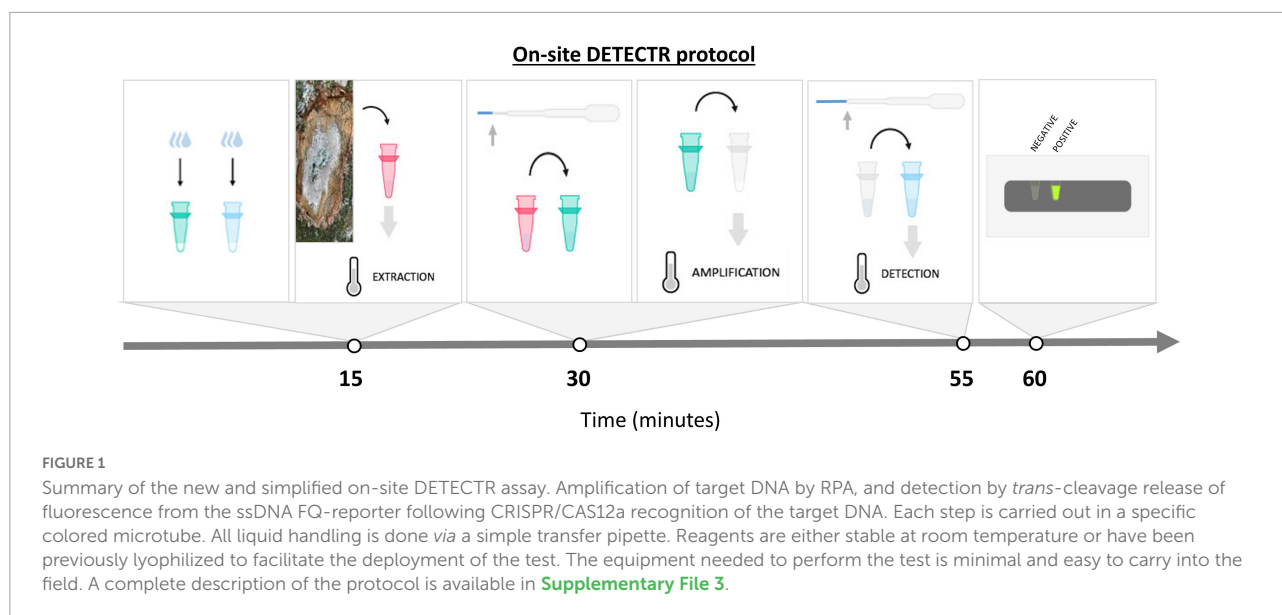 On-site DETECTR protocol
NEGATIVE
POSITIVE
EXTRACTION
AMPLIFICATION
DETECTION
15
30
55
60
Time (minutes)
FIGURE 1
Summary of the new and simplified on-site DETECTR assay. Amplification of target DNA by RPA, and detection by trans-cleavage release of
fluorescence from the ssDNA FQ-reporter following CRISPR/CAS12a recognition of the target DNA. Each step is carried out in a specific
colored microtube. All liquid handling is done via a simple transfer pipette. Reagents are either stable at room temperature or have been
previously lyophilized to facilitate the deployment of the test. The equipment needed to perform the test is minimal and easy to carry into the
field. A complete description of the protocol is available in Supplementary File 3.